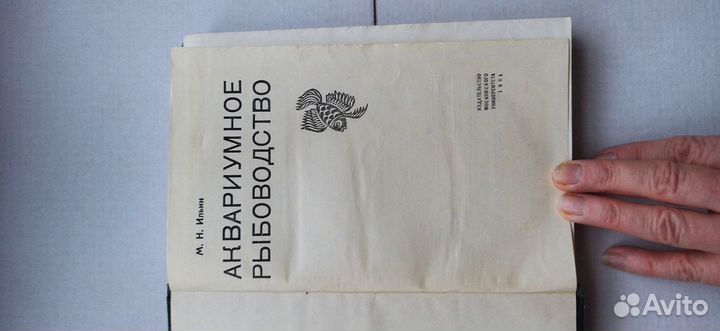 М. Н. Ильин
АКВАРИУМНОЕ
РЫБОВОДСТВО
ИЗДАТЕЛЬСТВО
МОСКОВСКОГО
УНИВЕРСИТЕТА
Avito